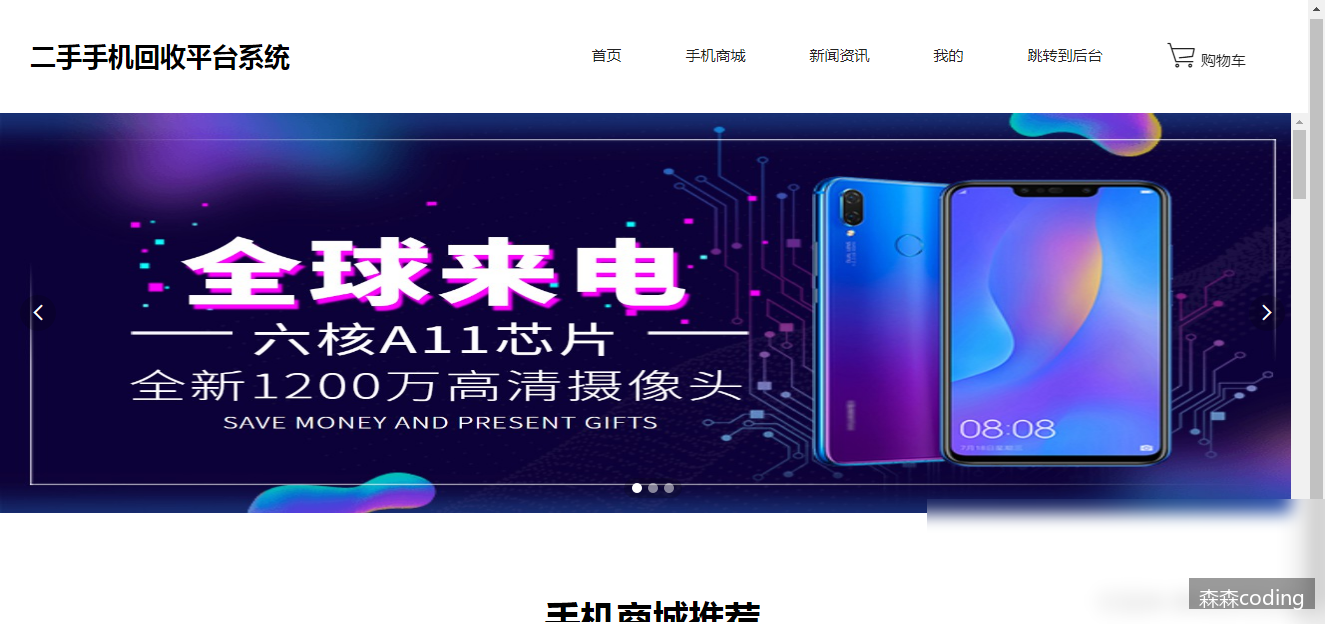 二手手机回收平台系统
首页 手机商城 新闻资讯 我的 跳转到后台 购物车
全球来电
六核A11芯片
全新1200万高清摄像头
SAVE MONEY AND PRESENT GIFTS
08:08
手机商城推荐
森森coding